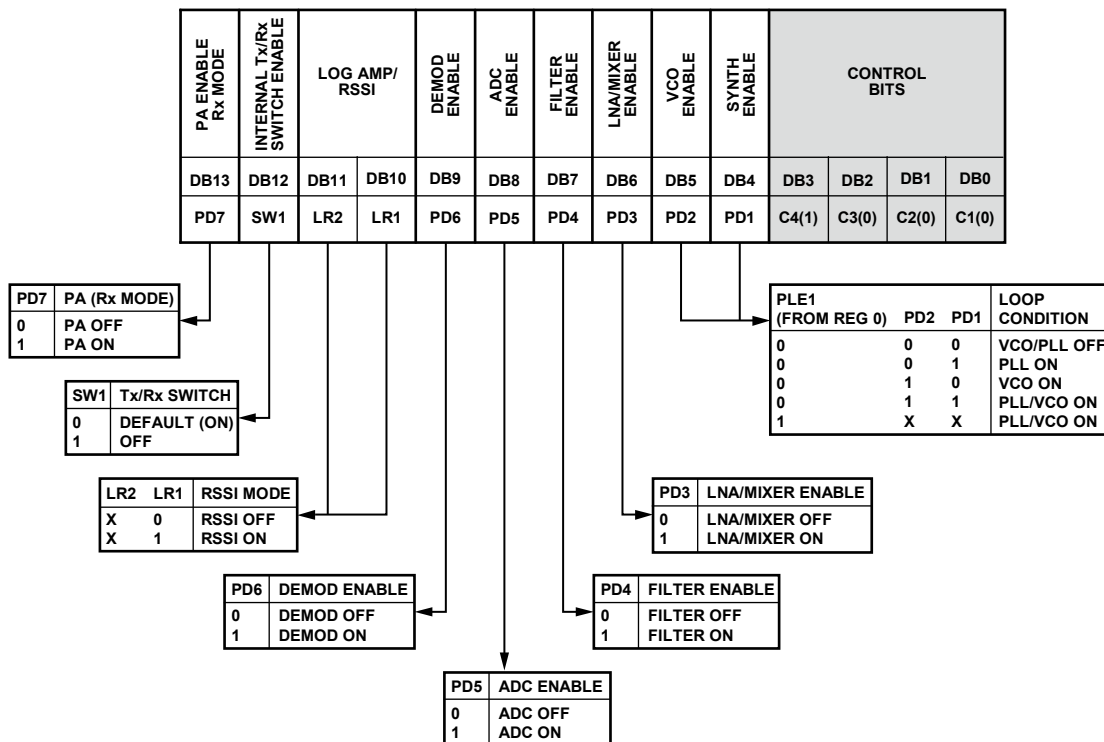 PA ENABLE
Rx MODE
INTERNAL Tx/Rx
SWITCH ENABLE
LOG AMP/
RSSI
DEMOD
ENABLE
ADC
ENABLE
FILTER
ENABLE
LNA/MIXER
ENABLE
VCO
ENABLE
SYNTH
ENABLE
CONTROL
BITS
DB13 DB12 DB11 DB10 DB9 DB8 DB7 DB6 DB5 DB4 DB3 DB2 DB1 DB0
PD7 SW1 LR2 LR1 PD6 PD5 PD4 PD3 PD2 PD1 C4(1) C3(0) C2(0) C1(0)
PD7 PA (Rx MODE)
0 PA OFF
1 PA ON
PLE1
(FROM REG 0) PD2 PD1 LOOP
CONDITION
0 0 0 VCO/PLL OFF
0 0 1 PLL ON
0 1 0 VCO ON
0 1 1 PLL/VCO ON
1 X X PLL/VCO ON
SW1 Tx/Rx SWITCH
0 DEFAULT (ON)
1 OFF
LR2 LR1 RSSI MODE
X 0 RSSI OFF
X 1 RSSI ON
PD3 LNA/MIXER ENABLE
0 LNA/MIXER OFF
1 LNA/MIXER ON
PD6 DEMOD ENABLE
0 DEMOD OFF
1 DEMOD ON
PD4 FILTER ENABLE
0 FILTER OFF
1 FILTER ON
PD5 ADC ENABLE
0 ADC OFF
1 ADC ON